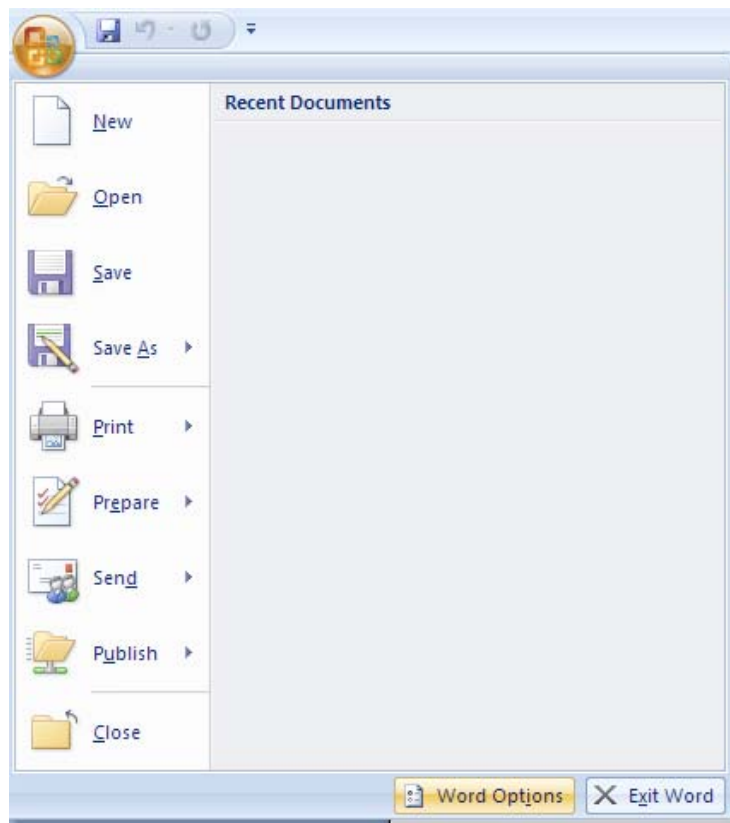 Recent Documents
New
Open
Save
Save As
Print
Prepare
Send
Publish
Close
Word Options
Exit Word